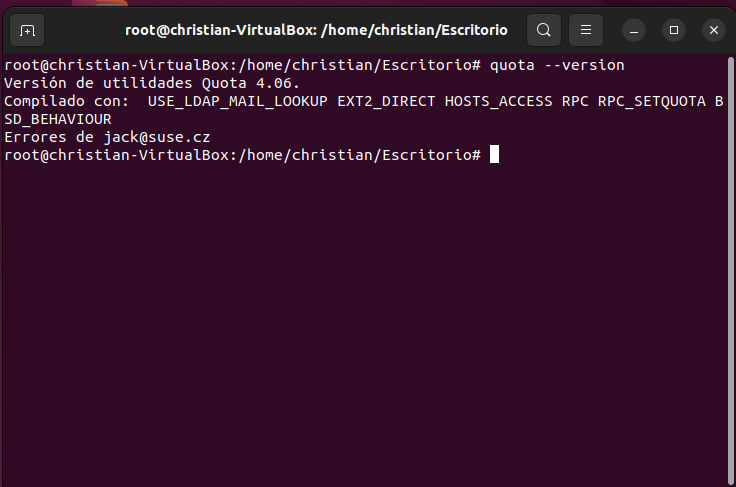 root@christian-VirtualBox: /home/christian/Escritorio
root@christian-VirtualBox:/home/christian/Escritorio# quota --version
Versión de utilidades Quota 4.06.
Compilado con:  USE_LDAP_MAIL_LOOKUP EXT2_DIRECT HOSTS_ACCESS RPC RPC_SETQUOTA B
SD_BEHAVIOUR
Errores de jack@suse.cz
root@christian-VirtualBox:/home/christian/Escritorio#